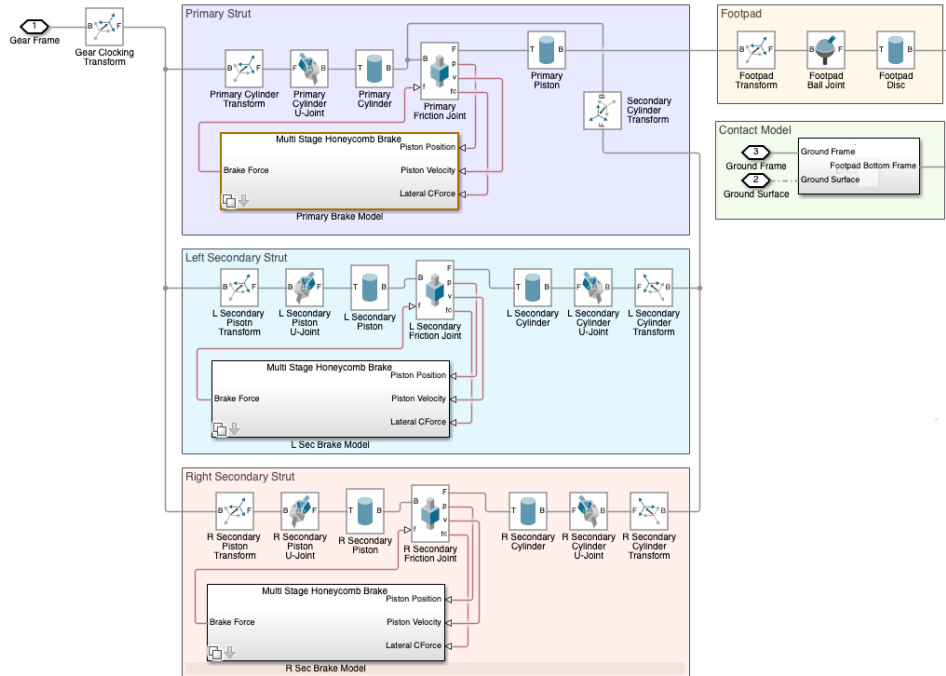 1
Gear Frame
B
F
Gear Clocking
Transform
Primary Strut
B
F
Primary Cylinder
Transform
F
B
Primary
Cylinder
U-Joint
T
B
Primary
Cylinder
B
f
F
p
v
fc
Primary
Friction Joint
T
B
Primary
Piston
B
F
Secondary
Cylinder
Transform
Multi Stage Honeycomb Brake
Piston Position
Brake Force
Piston Velocity
Lateral CForce
Primary Brake Model
Footpad
B
F
Footpad
Transform
B
F
Footpad
Ball Joint
T
B
Footpad
Disc
Contact Model
3
Ground Frame
2
Ground Surface
Ground Frame
Footpad Bottom Frame
Ground Surface
Left Secondary Strut
B
F
L Secondary
Pisotn
Transform
B
F
L Secondary
Piston
U-Joint
T
B
L Secondary
Piston
B
f
F
p
v
fc
L Secondary
Friction Joint
T
B
L Secondary
Cylinder
F
B
L Secondary
Cylinder
U-Joint
F
B
L Secondary
Cylinder
Transform
Multi Stage Honeycomb Brake
Piston Position
Brake Force
Piston Velocity
Lateral CForce
L Sec Brake Model
Right Secondary Strut
B
F
R Secondary
Piston
Transform
B
F
R Secondary
Piston
U-Joint
T
B
R Secondary
Piston
B
f
F
p
v
fc
R Secondary
Friction Joint
T
B
R Secondary
Cylinder
F
B
R Secondary
Cylinder
U-Joint
F
B
R Secondary
Cylinder
Transform
Multi Stage Honeycomb Brake
Piston Position
Brake Force
Piston Velocity
Lateral CForce
R Sec Brake Model